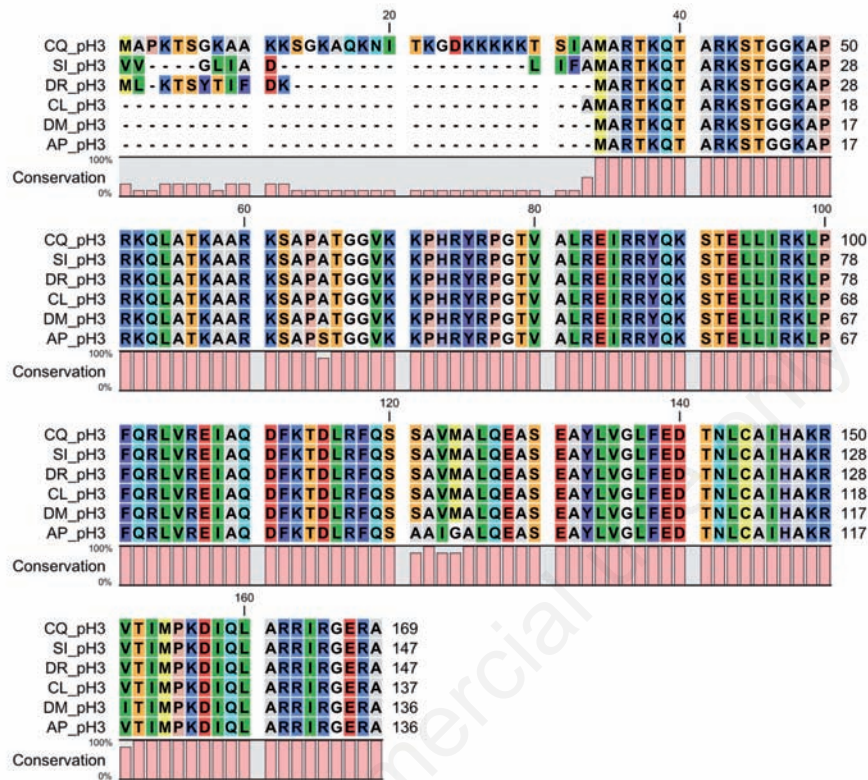 20 40
CQ_pH3 MAPKTSGKAA KKSGKAQKNI TKGDKKKKKT SIAMARTKQT ARKSTGGKAP 50
SI_pH3 VV----GLIA D--------- ---------L IFAMARTKQT ARKSTGGKAP 28
DR_pH3 ML-KTSYTIF DK-------- ---------- ---MARTKQT ARKSTGGKAP 28
CL_pH3 ---------- ---------- ---------- --AMARTKQT ARKSTGGKAP 18
DM_pH3 ---------- ---------- ---------- ---MARTKQT ARKSTGGKAP 17
AP_pH3 ---------- ---------- ---------- ---MARTKQT ARKSTGGKAP 17
100%
Conservation
0%
60 80 100
CQ_pH3 RKQLATKAAR KSAPATGGVK KPHRYRPGTV ALREIRRYQK STELLIRKLP 100
SI_pH3 RKQLATKAAR KSAPATGGVK KPHRYRPGTV ALREIRRYQK STELLIRKLP 78
DR_pH3 RKQLATKAAR KSAPATGGVK KPHRYRPGTV ALREIRRYQK STELLIRKLP 78
CL_pH3 RKQLATKAAR KSAPATGGVK KPHRYRPGTV ALREIRRYQK STELLIRKLP 68
DM_pH3 RKQLATKAAR KSAPATGGVK KPHRYRPGTV ALREIRRYQK STELLIRKLP 67
AP_pH3 RKQLATKAAR KSAPSTGGVK KPHRYRPGTV ALREIRRYQK STELLIRKLP 67
100%
Conservation
0%
120 140
CQ_pH3 FQRLVREIAQ DFKTDLRFQS SAVMALQEAS EAYLVGLFED TNLCAIHAKR 150
SI_pH3 FQRLVREIAQ DFKTDLRFQS SAVMALQEAS EAYLVGLFED TNLCAIHAKR 128
DR_pH3 FQRLVREIAQ DFKTDLRFQS SAVMALQEAS EAYLVGLFED TNLCAIHAKR 128
CL_pH3 FQRLVREIAQ DFKTDLRFQS SAVMALQEAS EAYLVGLFED TNLCAIHAKR 118
DM_pH3 FQRLVREIAQ DFKTDLRFQS SAVMALQEAS EAYLVGLFED TNLCAIHAKR 117
AP_pH3 FQRLVREIAQ DFKTDLRFQS AAIGALQEAS EAYLVGLFED TNLCAIHAKR 117
100%
Conservation
0%
160
CQ_pH3 VTIMPKDIQL ARRIRGERA 169
SI_pH3 VTIMPKDIQL ARRIRGERA 147
DR_pH3 VTIMPKDIQL ARRIRGERA 147
CL_pH3 VTIMPKDIQL ARRIRGERA 137
DM_pH3 ITIMPKDIQL ARRIRGERA 136
AP_pH3 VTIMPKDIQL ARRIRGERA 136
100%
Conservation
0%